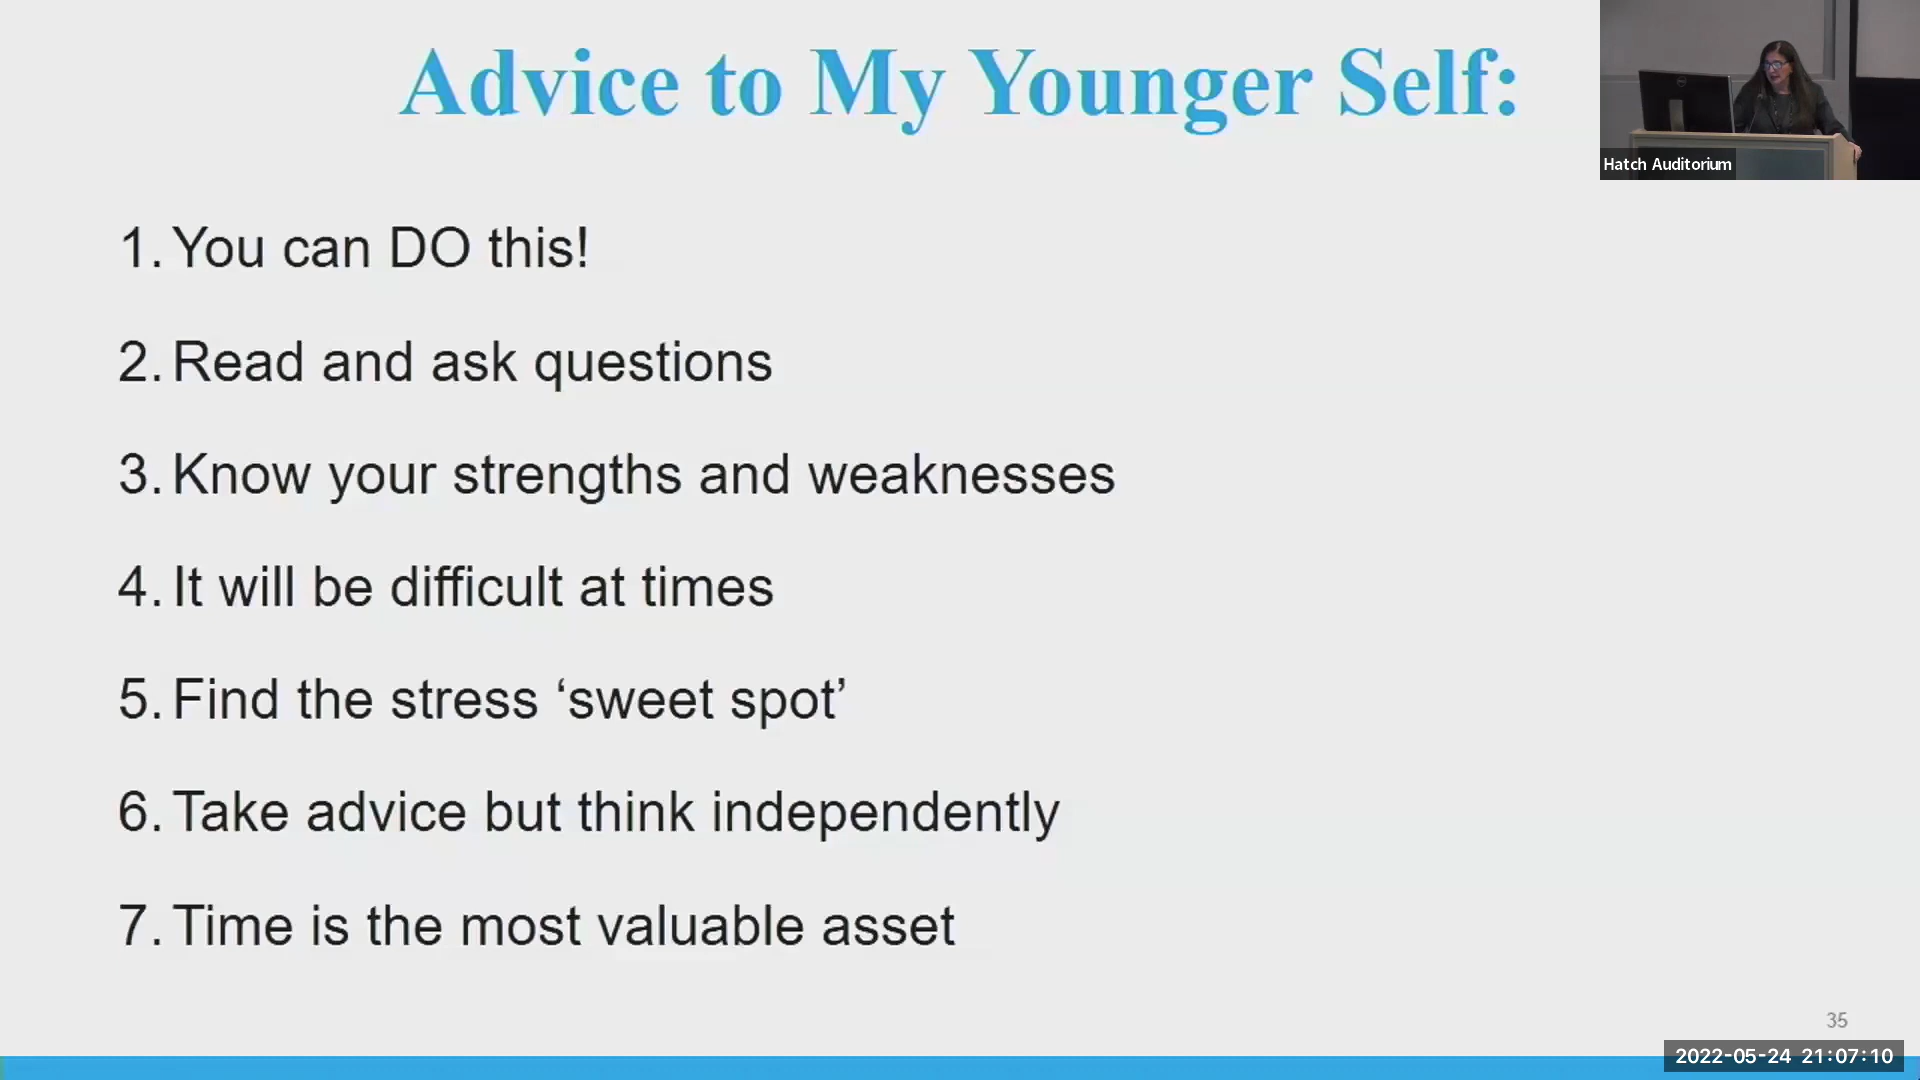 Advice to My Younger Self:
Hatch Auditorium
1. You can DO this!
2. Read and ask questions
3. Know your strengths and weaknesses
4. It will be difficult at times
5. Find the stress ‘sweet spot’
6. Take advice but think independently
7. Time is the most valuable asset
35
2022-05-24 21:07:10